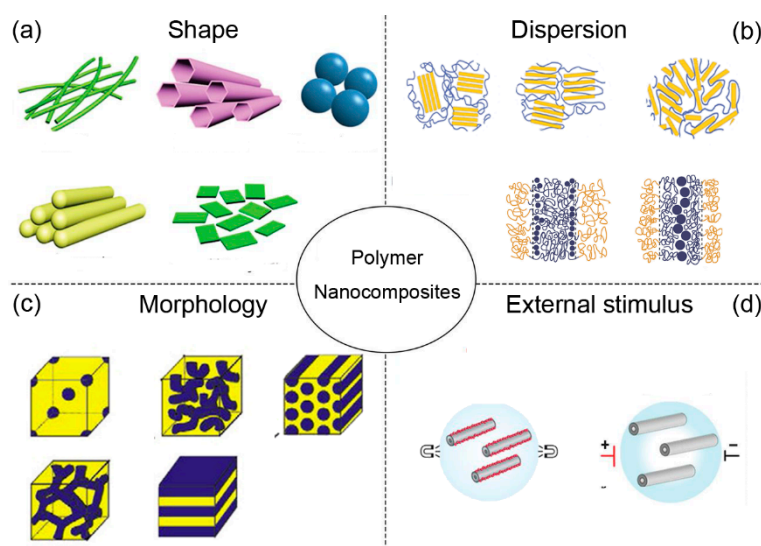 (a) Shape
Dispersion (b)
Polymer
Nanocomposites
(c) Morphology
External stimulus (d)
+
-
-